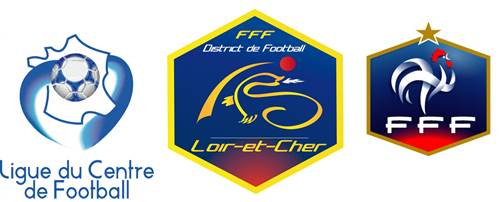 Ligue du Centre
de Football
FFF
District de Football
Loir-et-Cher
FFF